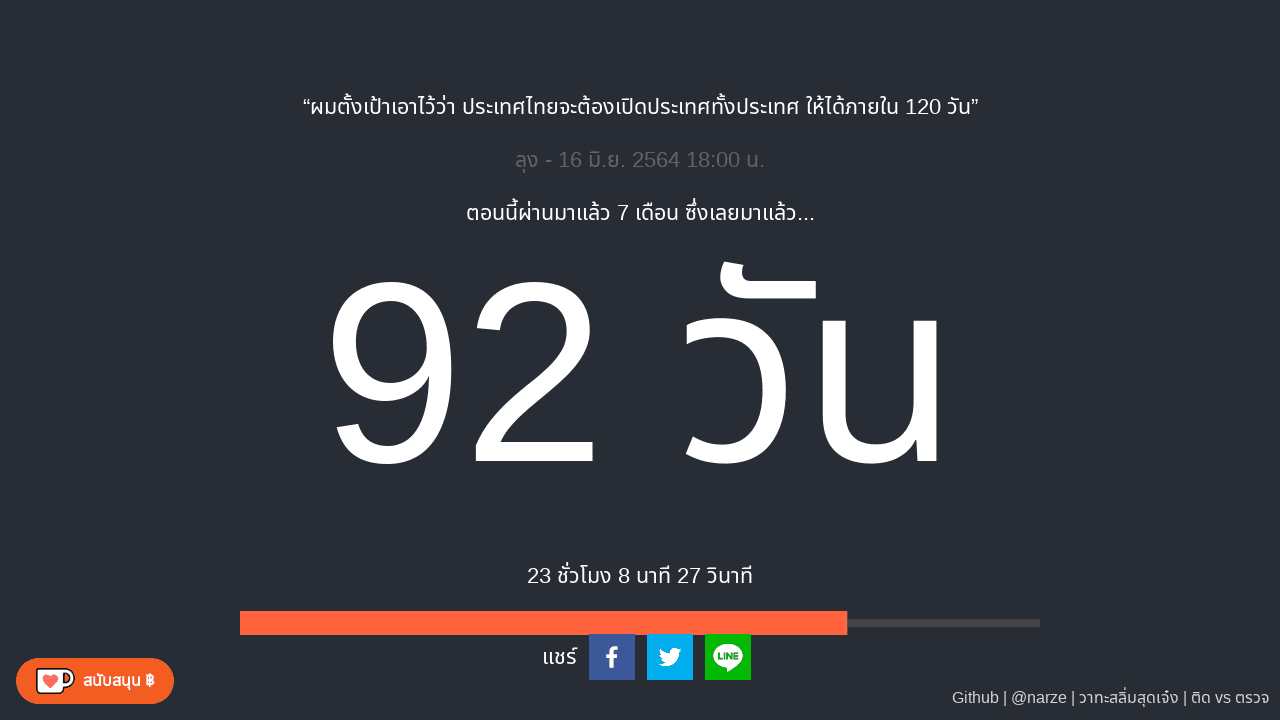 “ผมตั้งเป้าเอาไว้ว่า ประเทศไทยจะต้องเปิดประเทศทั้งประเทศ ให้ได้ภายใน 120 วัน”
ลุง - 16 มิ.ย. 2564 18:00 น.
ตอนนี้ผ่านมาแล้ว 7 เดือน ซึ่งเลยมาแล้ว...
92 วัน
23 ชั่วโมง 8 นาที 27 วินาที
แชร์
LINE
สนับสนุน ฿
Github | @narze | วาทะสลิ่มสุดเจ๋ง | ติด vs ตรวจ